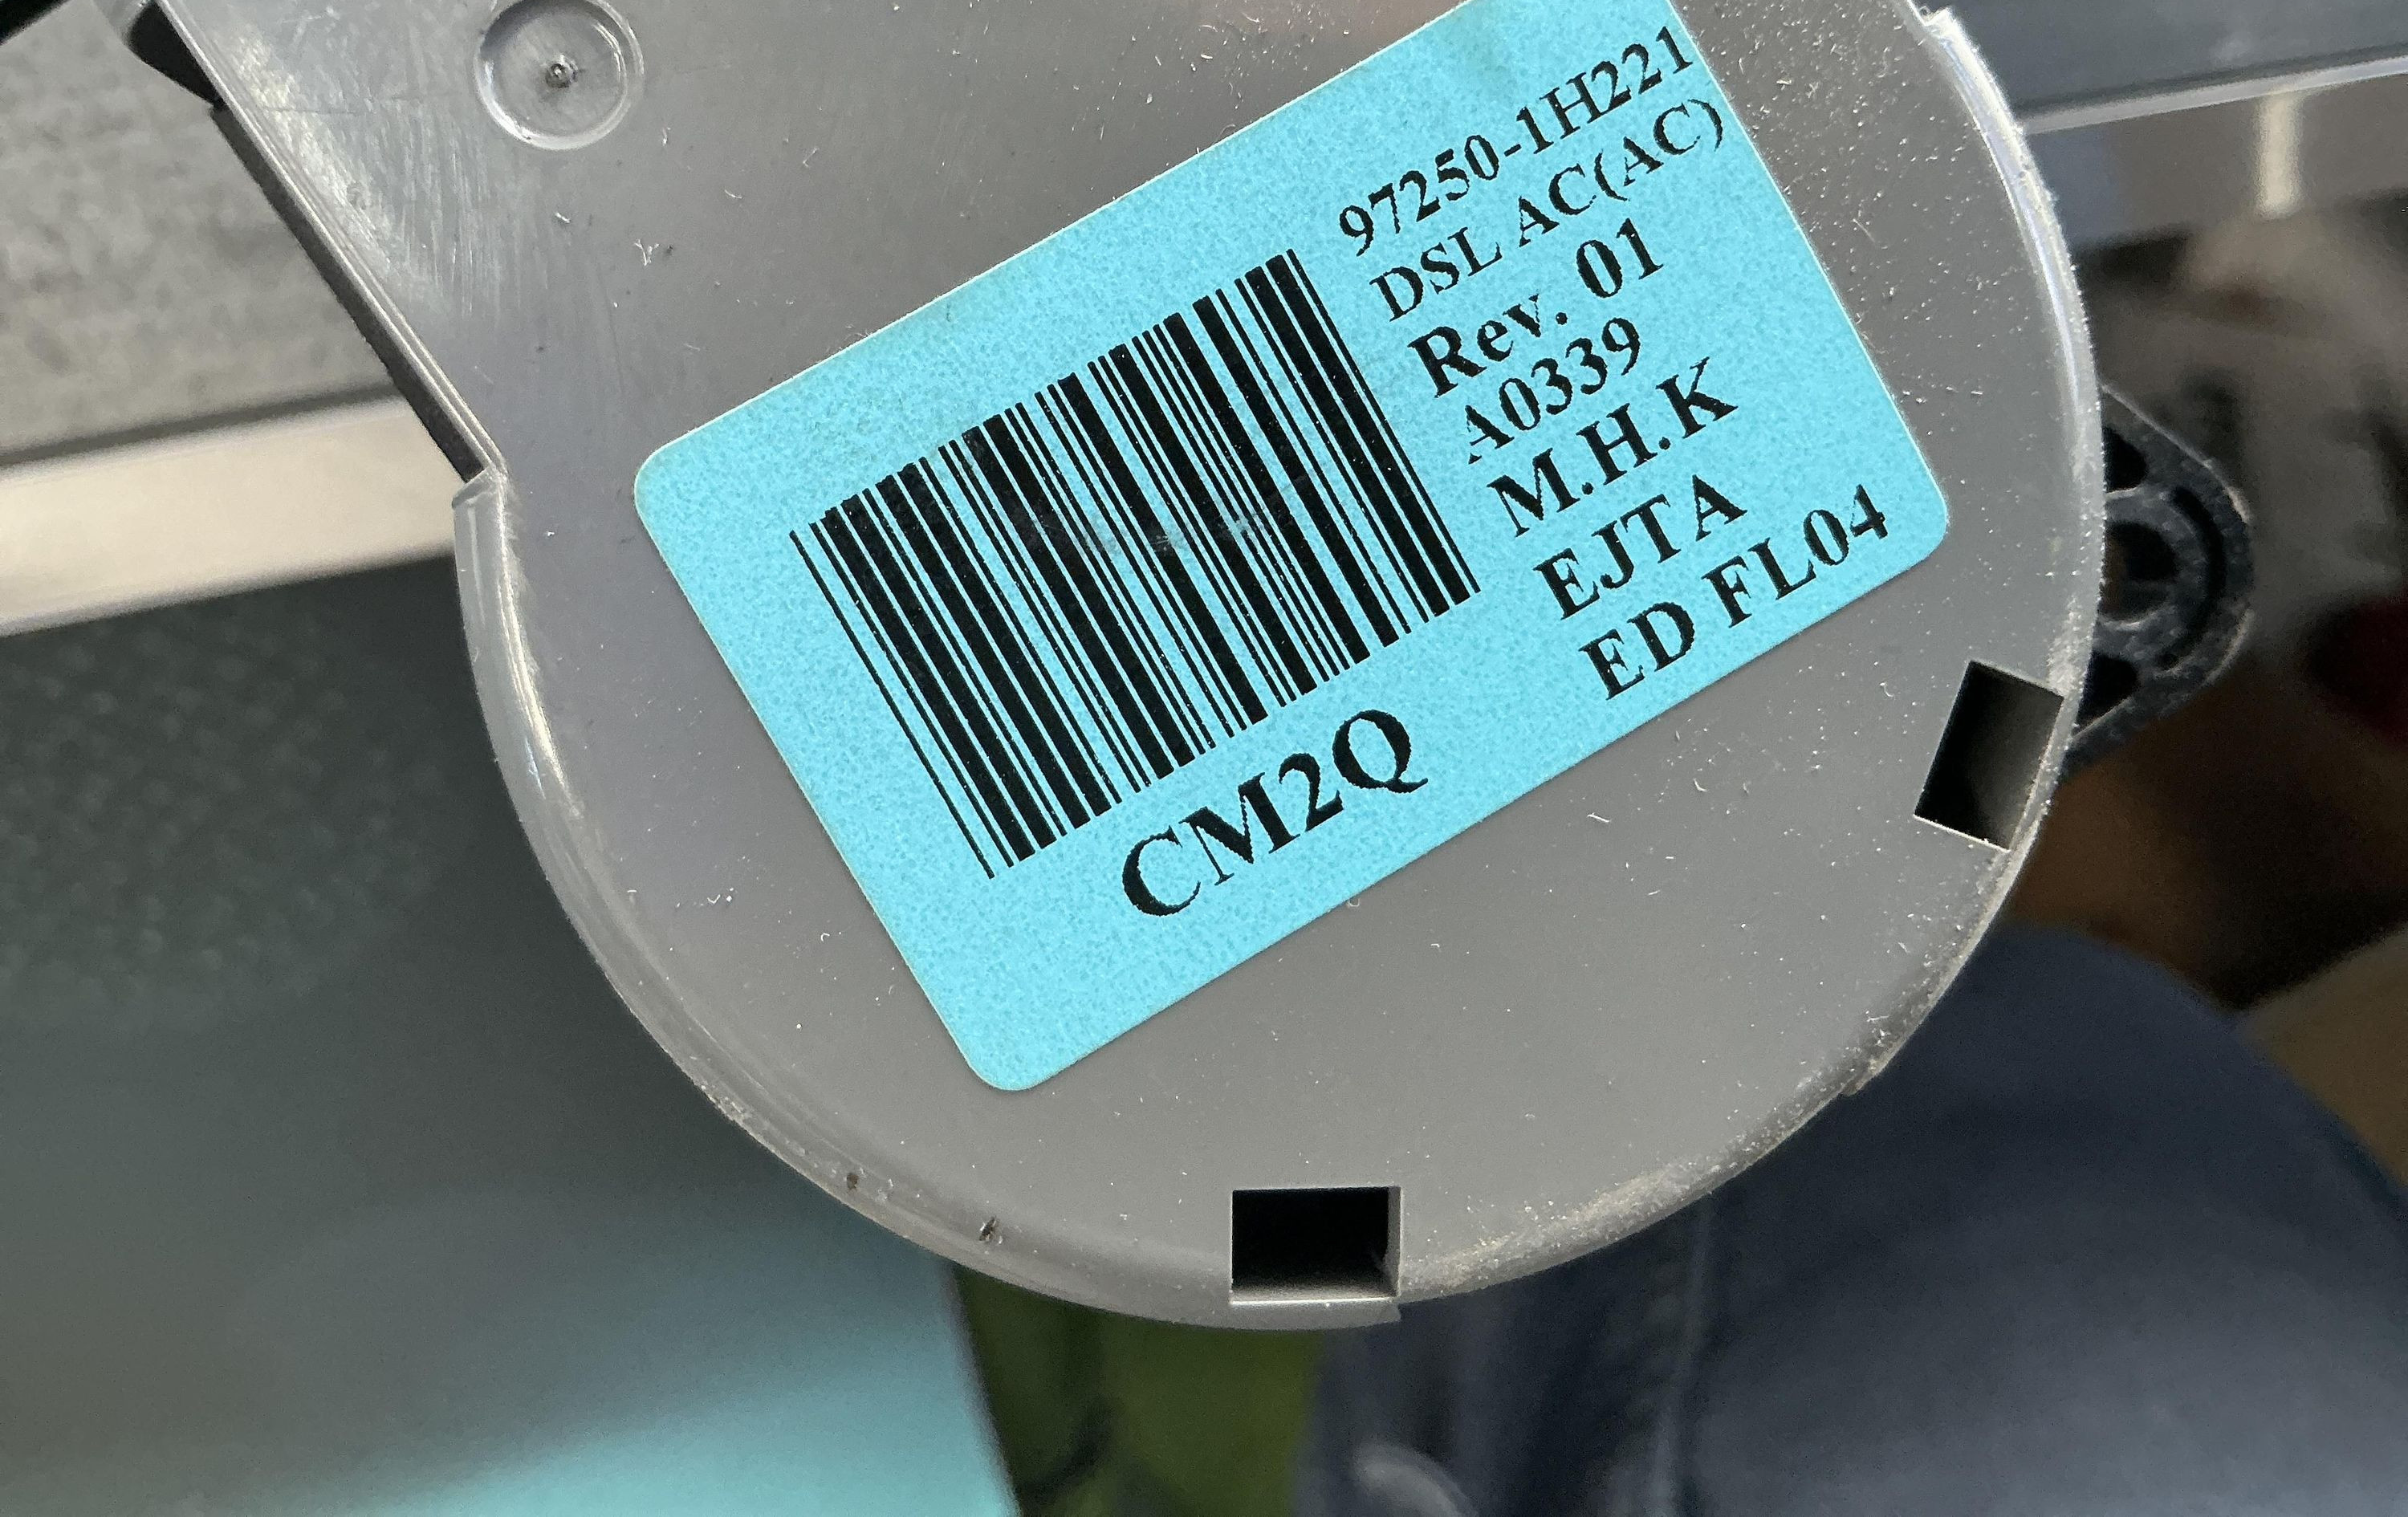 97250-1H221
DSL AC(AC)
Rev. 01
A0339
M.H.K
EJTA
ED FL04
CM2Q